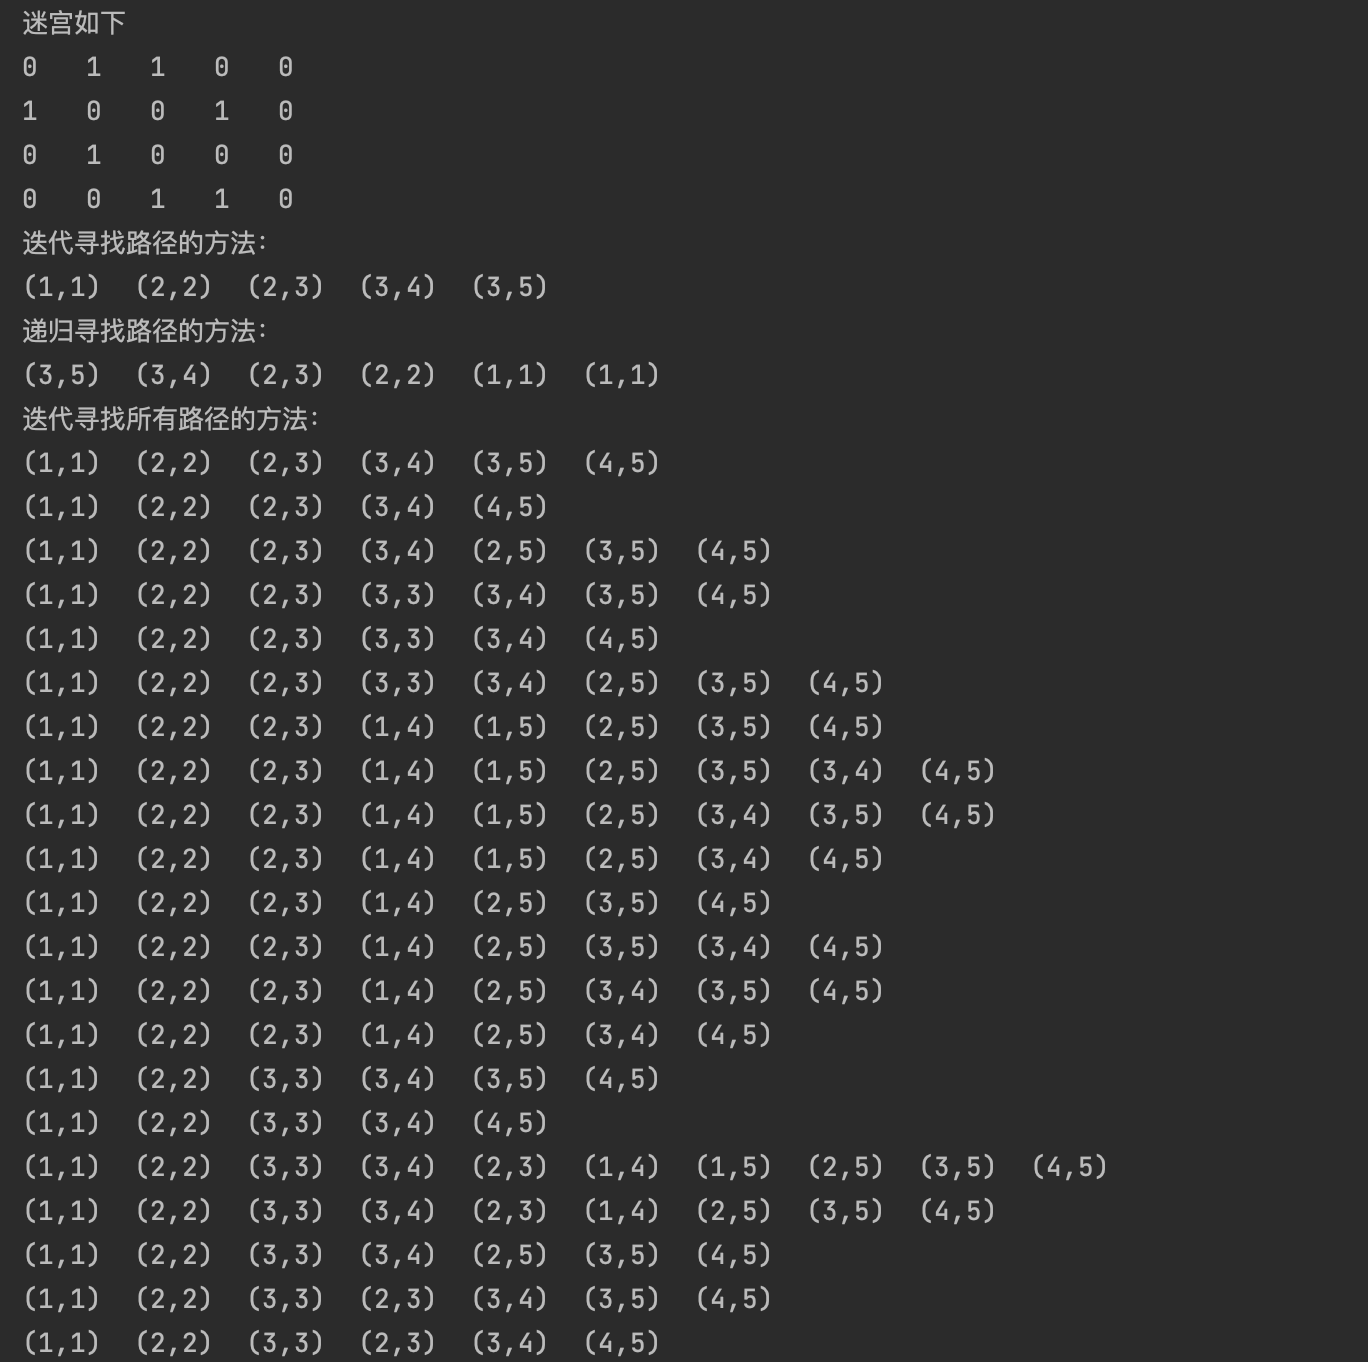 迷宫如下
0 1 1 0 0
1 0 0 1 0
0 1 0 0 0
0 0 1 1 0
迭代寻找路径的方法:
(1,1) (2,2) (2,3) (3,4) (3,5)
递归寻找路径的方法:
(3,5) (3,4) (2,3) (2,2) (1,1) (1,1)
迭代寻找所有路径的方法:
(1,1) (2,2) (2,3) (3,4) (3,5) (4,5)
(1,1) (2,2) (2,3) (3,4) (4,5)
(1,1) (2,2) (2,3) (3,4) (2,5) (3,5) (4,5)
(1,1) (2,2) (2,3) (3,3) (3,4) (3,5) (4,5)
(1,1) (2,2) (2,3) (3,3) (3,4) (4,5)
(1,1) (2,2) (2,3) (3,3) (3,4) (2,5) (3,5) (4,5)
(1,1) (2,2) (2,3) (1,4) (1,5) (2,5) (3,5) (4,5)
(1,1) (2,2) (2,3) (1,4) (1,5) (2,5) (3,5) (3,4) (4,5)
(1,1) (2,2) (2,3) (1,4) (1,5) (2,5) (3,4) (3,5) (4,5)
(1,1) (2,2) (2,3) (1,4) (1,5) (2,5) (3,4) (4,5)
(1,1) (2,2) (2,3) (1,4) (2,5) (3,5) (4,5)
(1,1) (2,2) (2,3) (1,4) (2,5) (3,5) (3,4) (4,5)
(1,1) (2,2) (2,3) (1,4) (2,5) (3,4) (3,5) (4,5)
(1,1) (2,2) (2,3) (1,4) (2,5) (3,4) (4,5)
(1,1) (2,2) (3,3) (3,4) (3,5) (4,5)
(1,1) (2,2) (3,3) (3,4) (4,5)
(1,1) (2,2) (3,3) (3,4) (2,3) (1,4) (1,5) (2,5) (3,5) (4,5)
(1,1) (2,2) (3,3) (3,4) (2,3) (1,4) (2,5) (3,5) (4,5)
(1,1) (2,2) (3,3) (3,4) (2,5) (3,5) (4,5)
(1,1) (2,2) (3,3) (2,3) (3,4) (3,5) (4,5)
(1,1) (2,2) (3,3) (2,3) (3,4) (4,5)